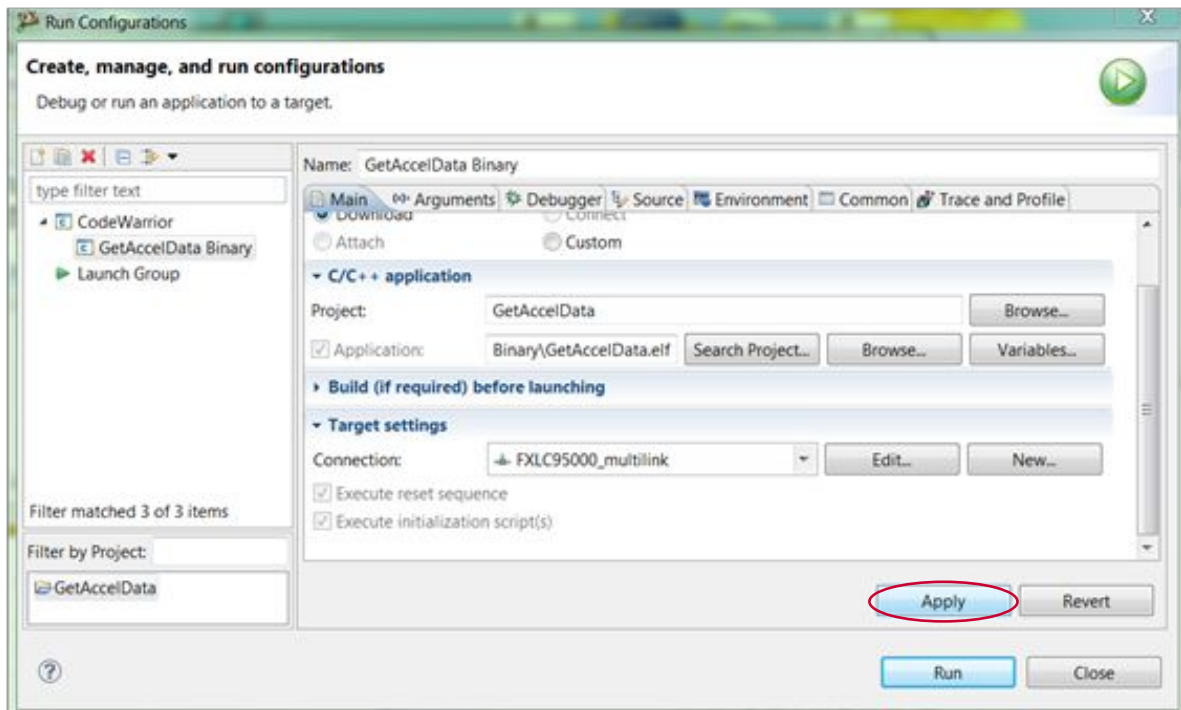 Run Configurations
Create, manage, and run configurations
Debug or run an application to a target.
type filter text
CodeWarrior
GetAccelData Binary
Launch Group
Filter matched 3 of 3 items
Filter by Project:
GetAccelData
Name: GetAccelData Binary
Main (x)= Arguments Debugger Source Environment Common Trace and Profile
Download Connect
Attach Custom
C/C++ application
Project: GetAccelData Browse...
Application: Binary\GetAccelData.elf Search Project... Browse... Variables...
Build (if required) before launching
Target settings
Connection: FXLC95000_multilink Edit... New...
Execute reset sequence
Execute initialization script(s)
Apply Revert
Run Close